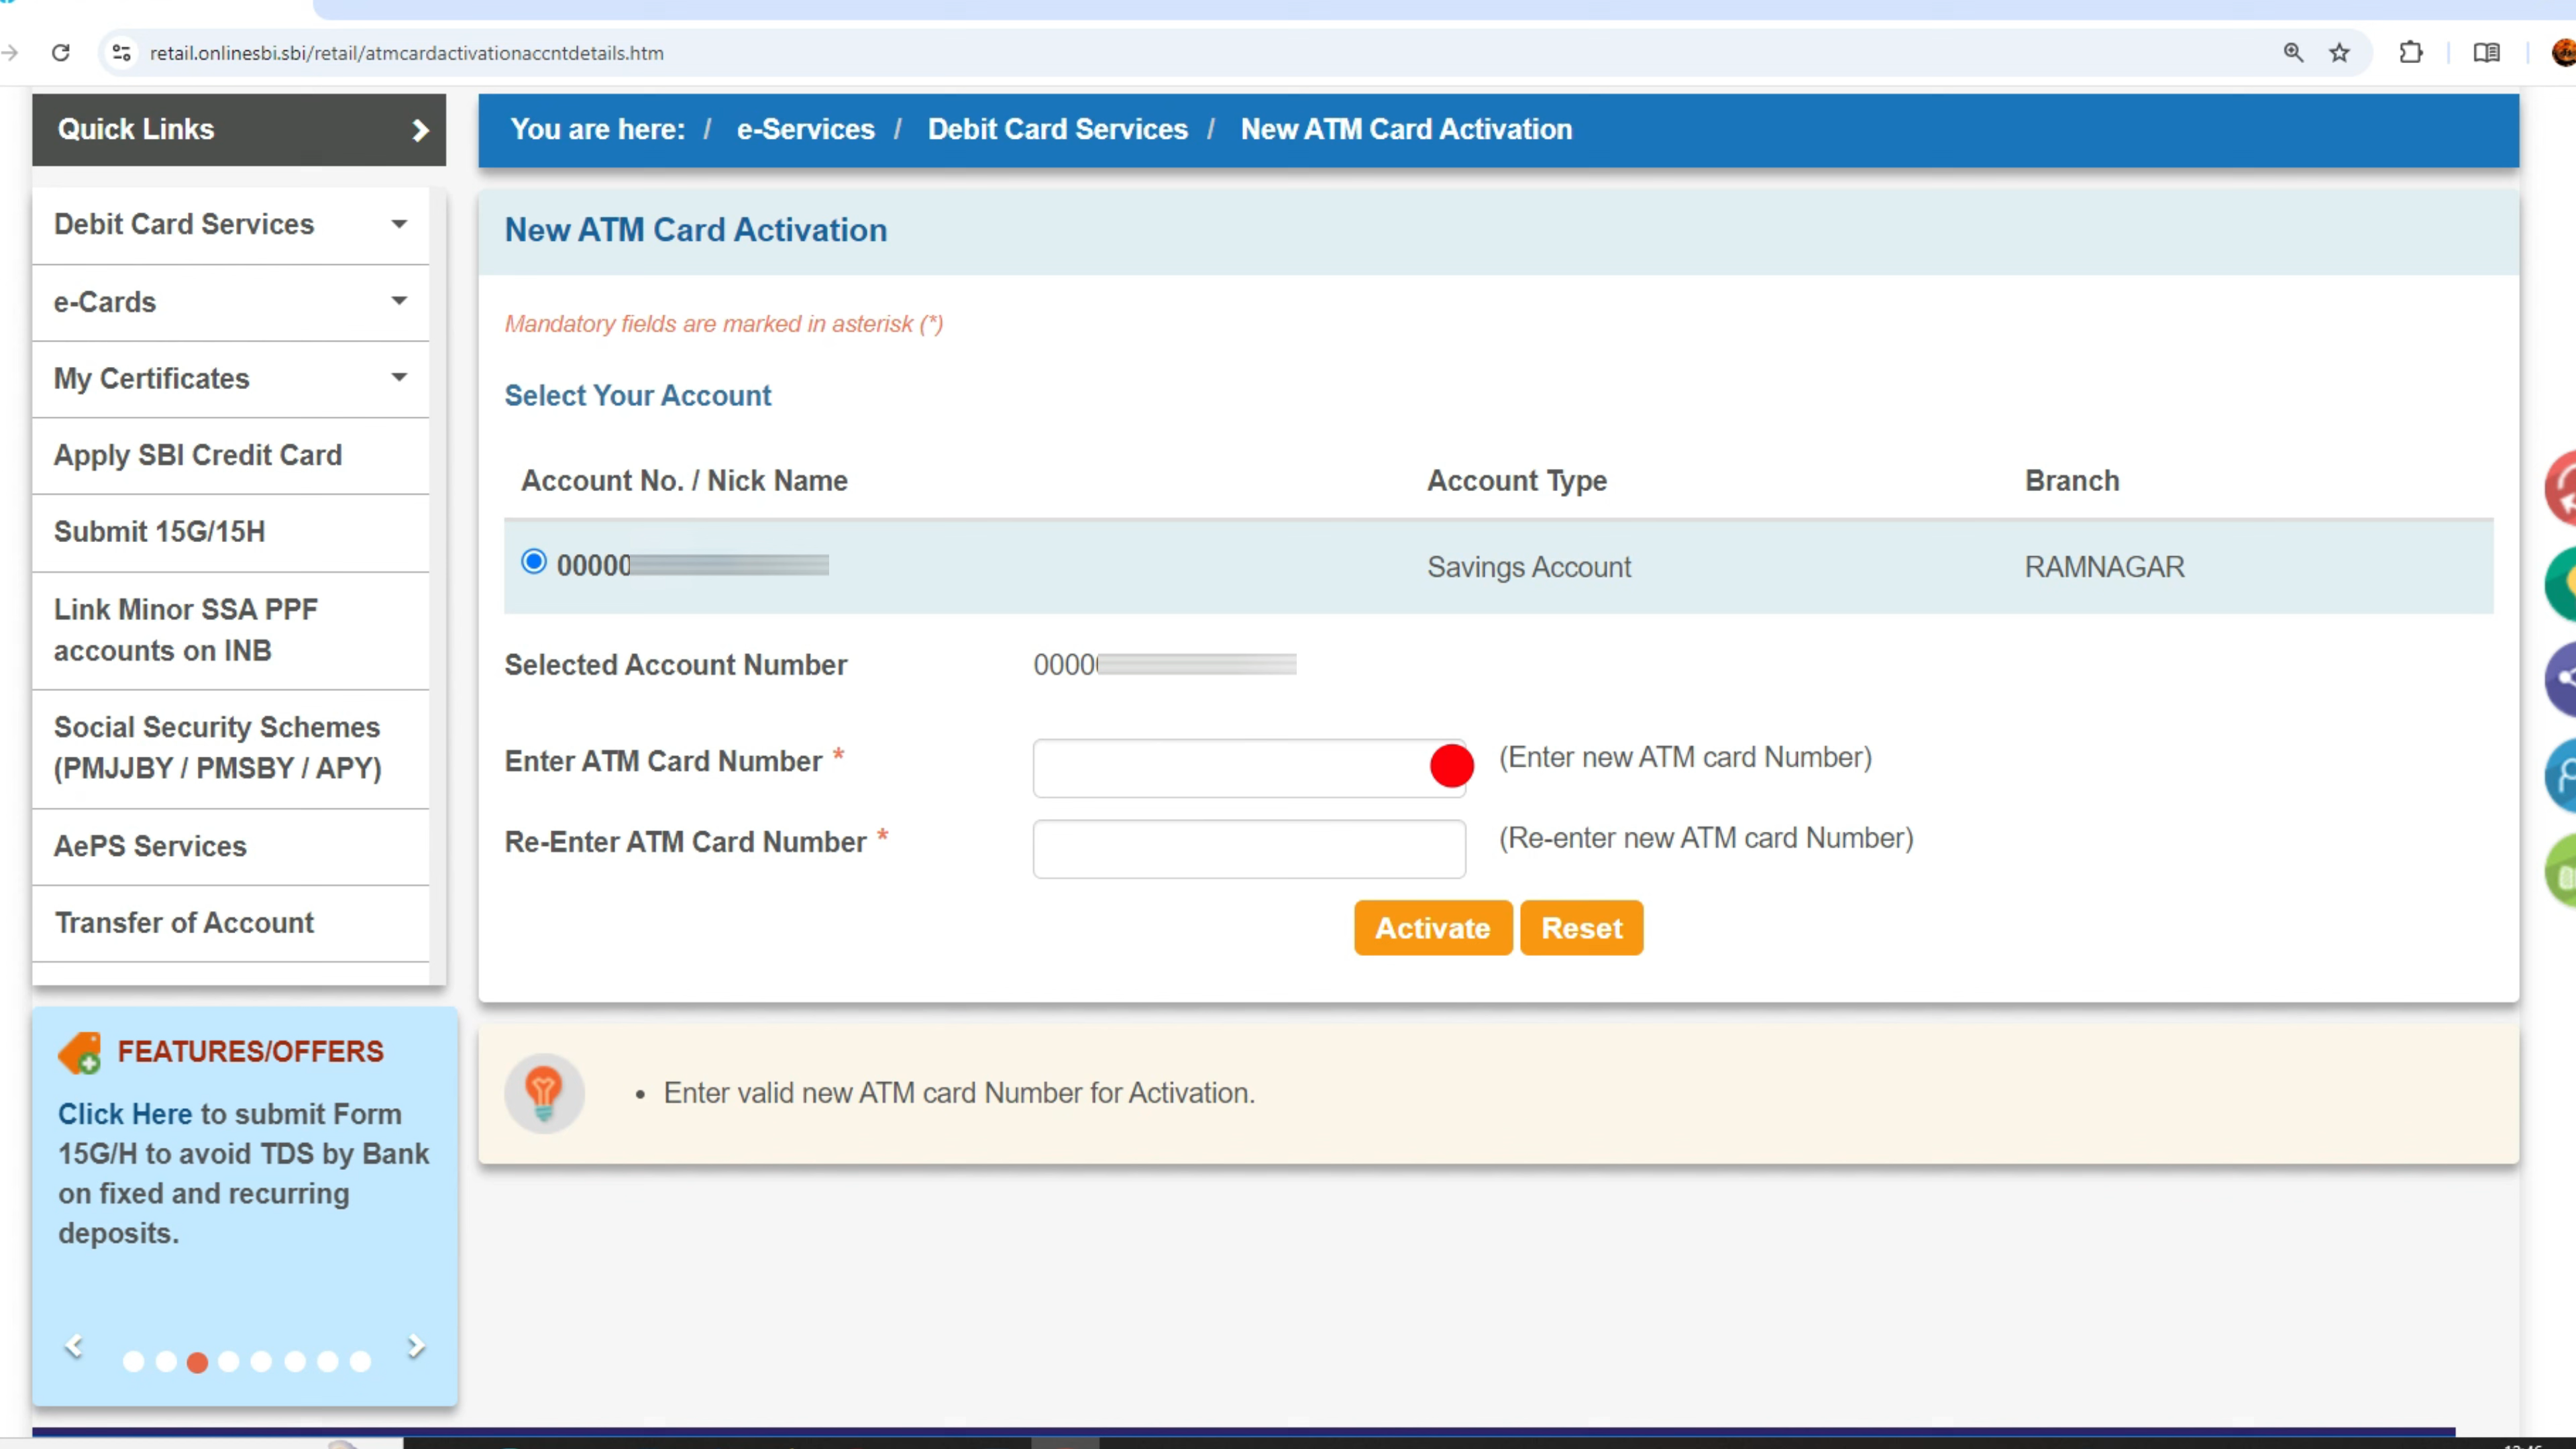 retail.onlinesbi.sbi/retail/atmcardactivationaccntdetails.htm
Quick Links
You are here: / e-Services / Debit Card Services / New ATM Card Activation
Debit Card Services
e-Cards
My Certificates
Apply SBI Credit Card
Submit 15G/15H
Link Minor SSA PPF
accounts on INB
Social Security Schemes
(PMJJBY / PMSBY / APY)
AePS Services
Transfer of Account
FEATURES/OFFERS
Click Here to submit Form
15G/H to avoid TDS by Bank
on fixed and recurring
deposits.
New ATM Card Activation
Mandatory fields are marked in asterisk (*)
Select Your Account
Account No. / Nick Name Account Type Branch
00000 Savings Account RAMNAGAR
Selected Account Number 0000
Enter ATM Card Number * (Enter new ATM card Number)
Re-Enter ATM Card Number * (Re-enter new ATM card Number)
Activate Reset
• Enter valid new ATM card Number for Activation.